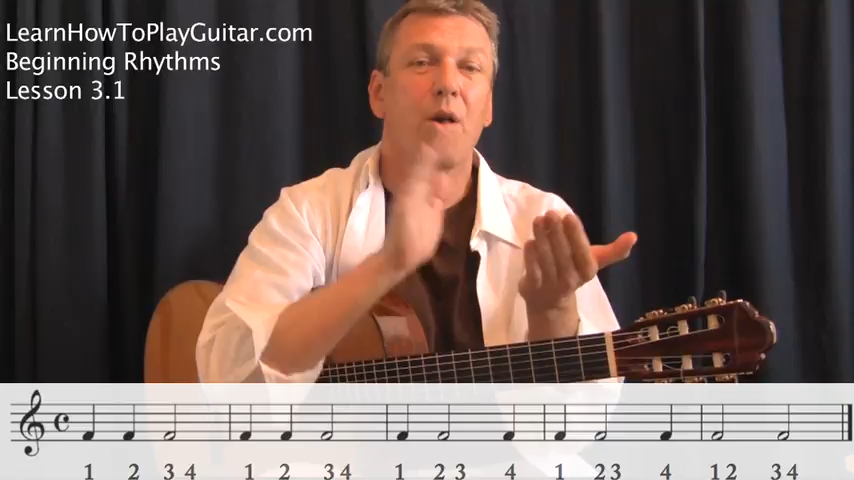 LearnHowToPlayGuitar.com
Beginning Rhythms
Lesson 3.1
1 2 3 4 1 2 3 4 1 2 3 4 1 2 3 4 1 2 3 4